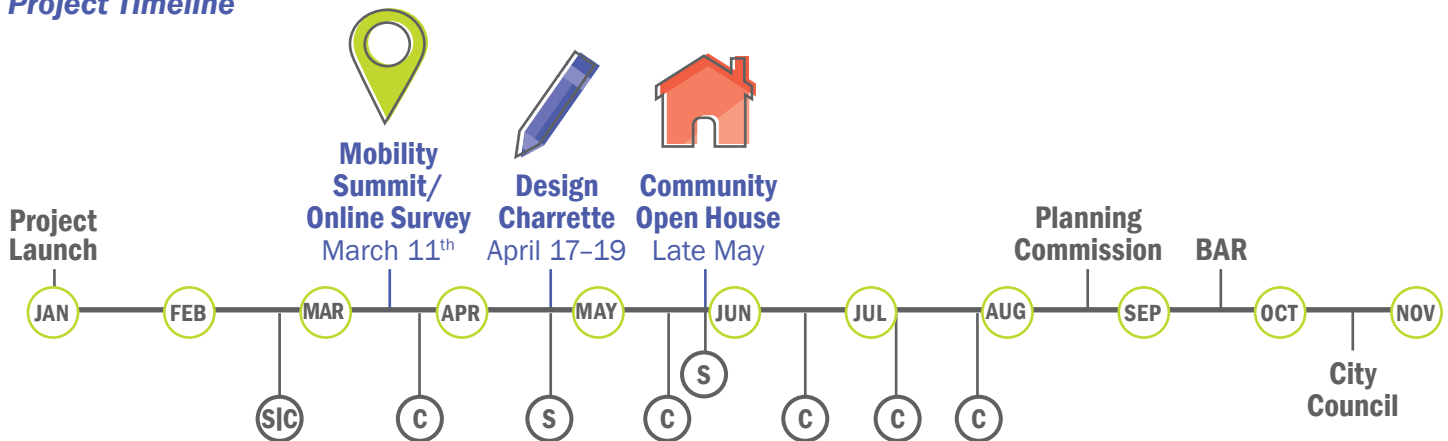 Project Timeline
Mobility
Summit/
Online Survey
March 11th
Design
Charrette
April 17–19
Community
Open House
Late May
Project
Launch
Planning
Commission
BAR
JAN
FEB
MAR
APR
MAY
JUN
JUL
AUG
SEP
OCT
NOV
S|C
C
S
C
S
C
C
C
City
Council